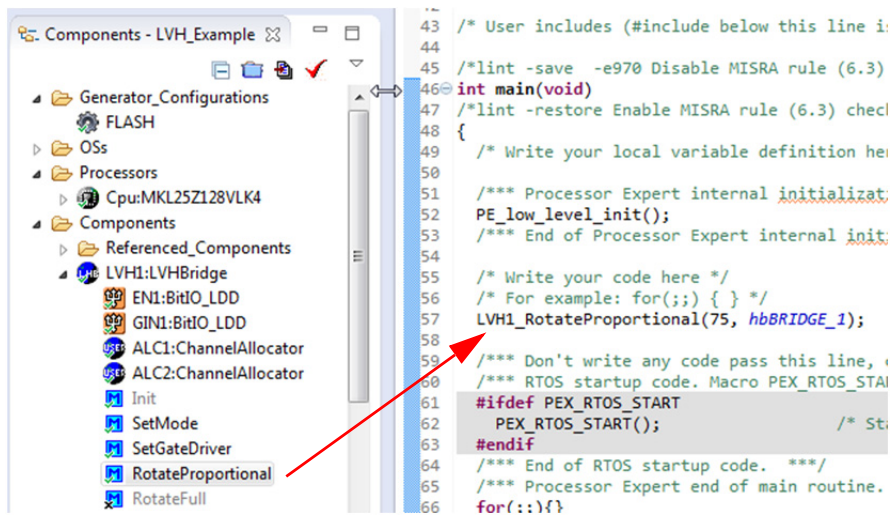 Components - LVH_Example
Generator_Configurations
FLASH
OSs
Processors
Cpu:MKL25Z128VLK4
Components
Referenced_Components
LVH1:LVHBridge
EN1:BitIO_LDD
GIN1:BitIO_LDD
ALC1:ChannelAllocator
ALC2:ChannelAllocator
Init
SetMode
SetGateDriver
RotateProportional
RotateFull
43 /* User includes (#include below this line is
44
45 /*lint -save  -e970 Disable MISRA rule (6.3)
46 int main(void)
47 /*lint -restore Enable MISRA rule (6.3) chec
48 {
49 /* Write your local variable definition her
50
51 /*** Processor Expert internal initializat
52 PE_low_level_init();
53 /*** End of Processor Expert internal initi
54
55 /* Write your code here */
56 /* For example: for(;;) { } */
57 LVH1_RotateProportional(75, hbBRIDGE_1);
58
59 /*** Don't write any code pass this line,
60 /*** RTOS startup code. Macro PEX_RTOS_STAR
61 #ifdef PEX_RTOS_START
62 PEX_RTOS_START(); /* Sta
63 #endif
64 /*** End of RTOS startup code.  ***/
65 /*** Processor Expert end of main routine.
66 for(;;){}